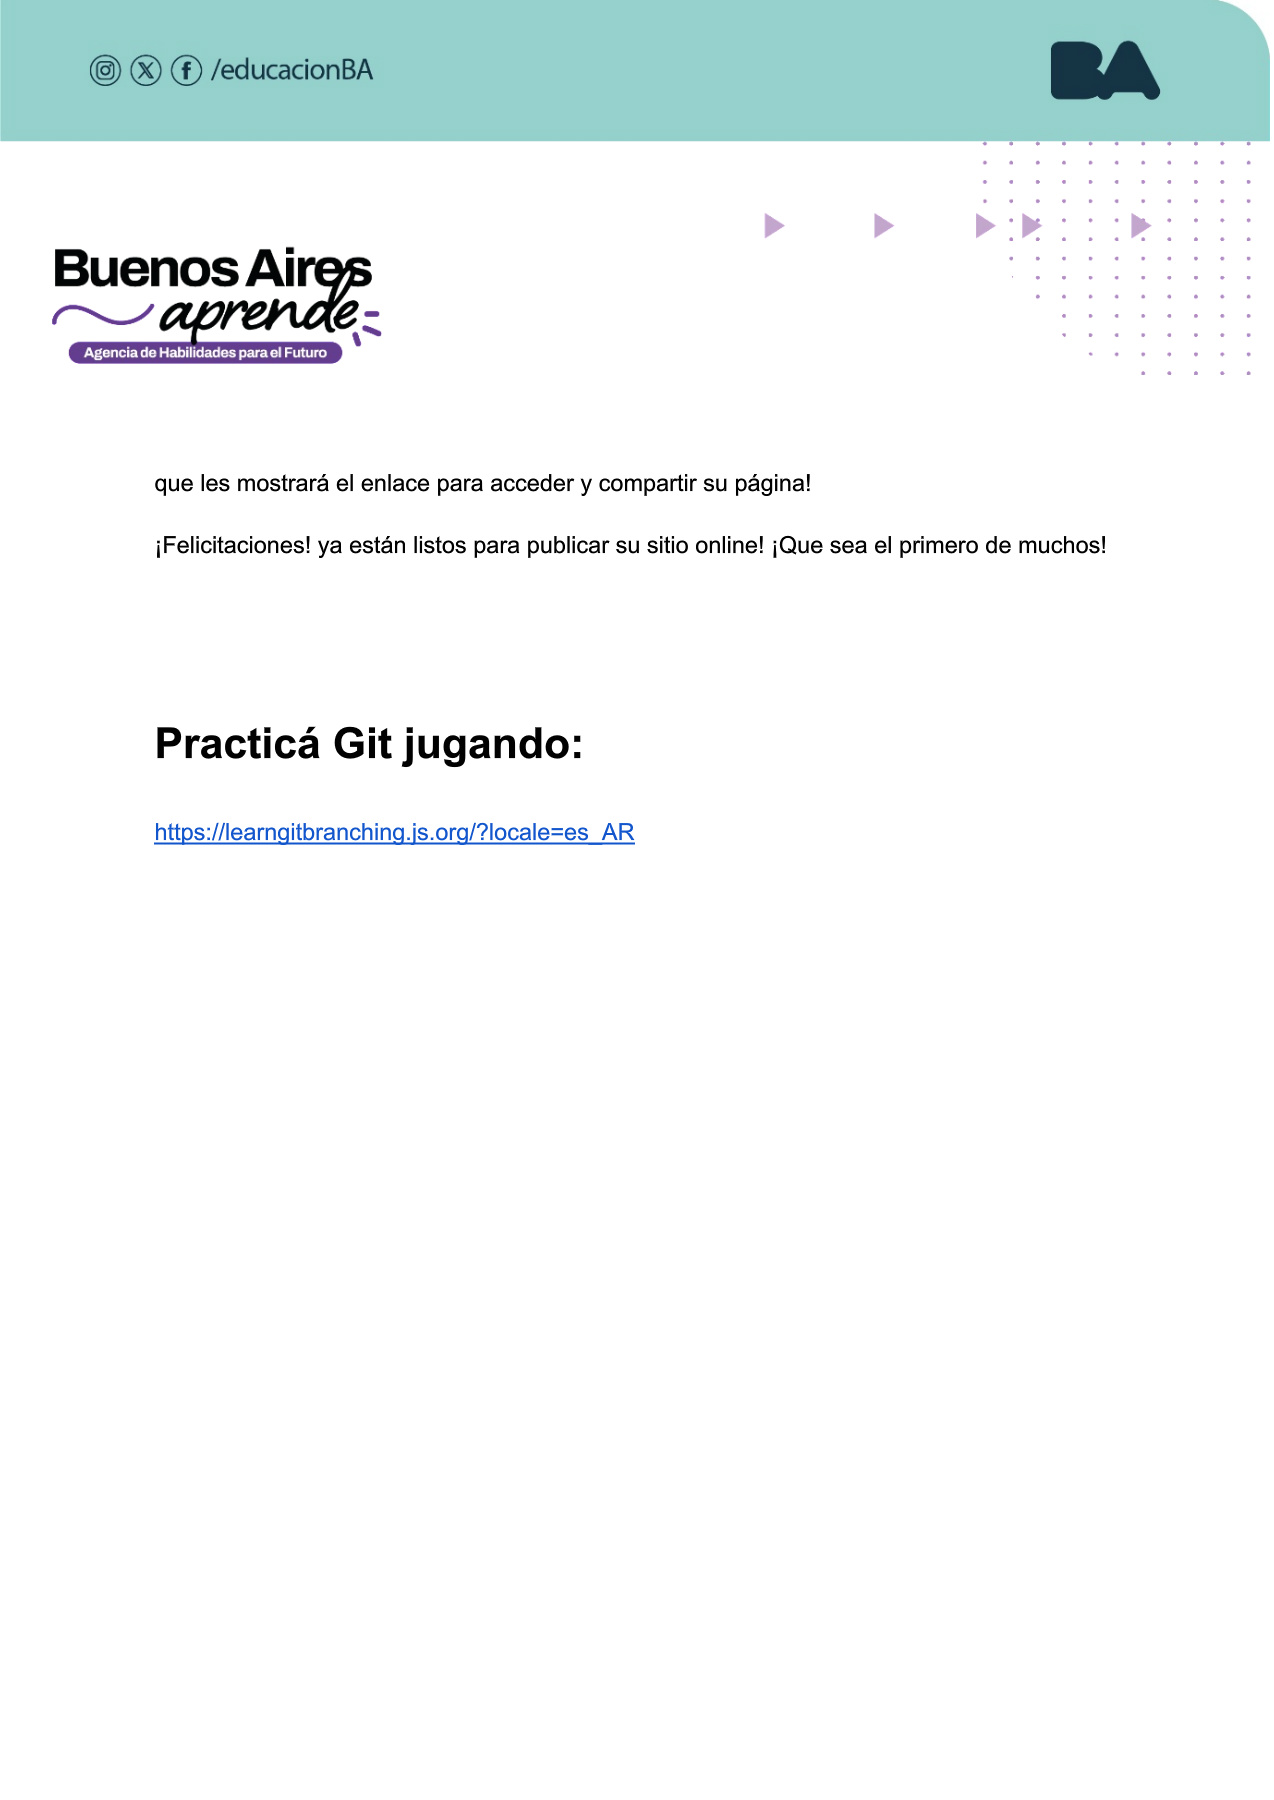 /educacionBA
BA
Buenos Aires
aprende
Agencia de Habilidades para el Futuro
que les mostrará el enlace para acceder y compartir su página!
¡Felicitaciones! ya están listos para publicar su sitio online! ¡Que sea el primero de muchos!
Practicá Git jugando:
https://learngitbranching.js.org/?locale=es_AR